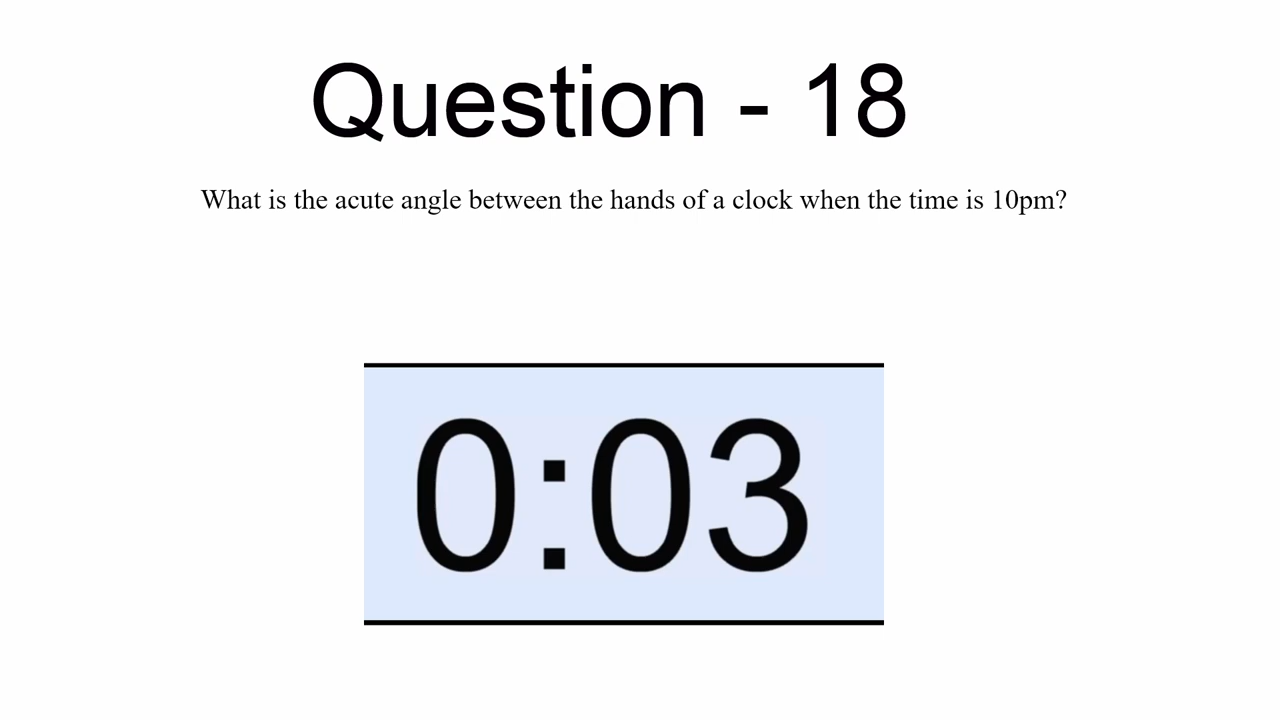 Question - 18
What is the acute angle between the hands of a clock when the time is 10pm?
0:03